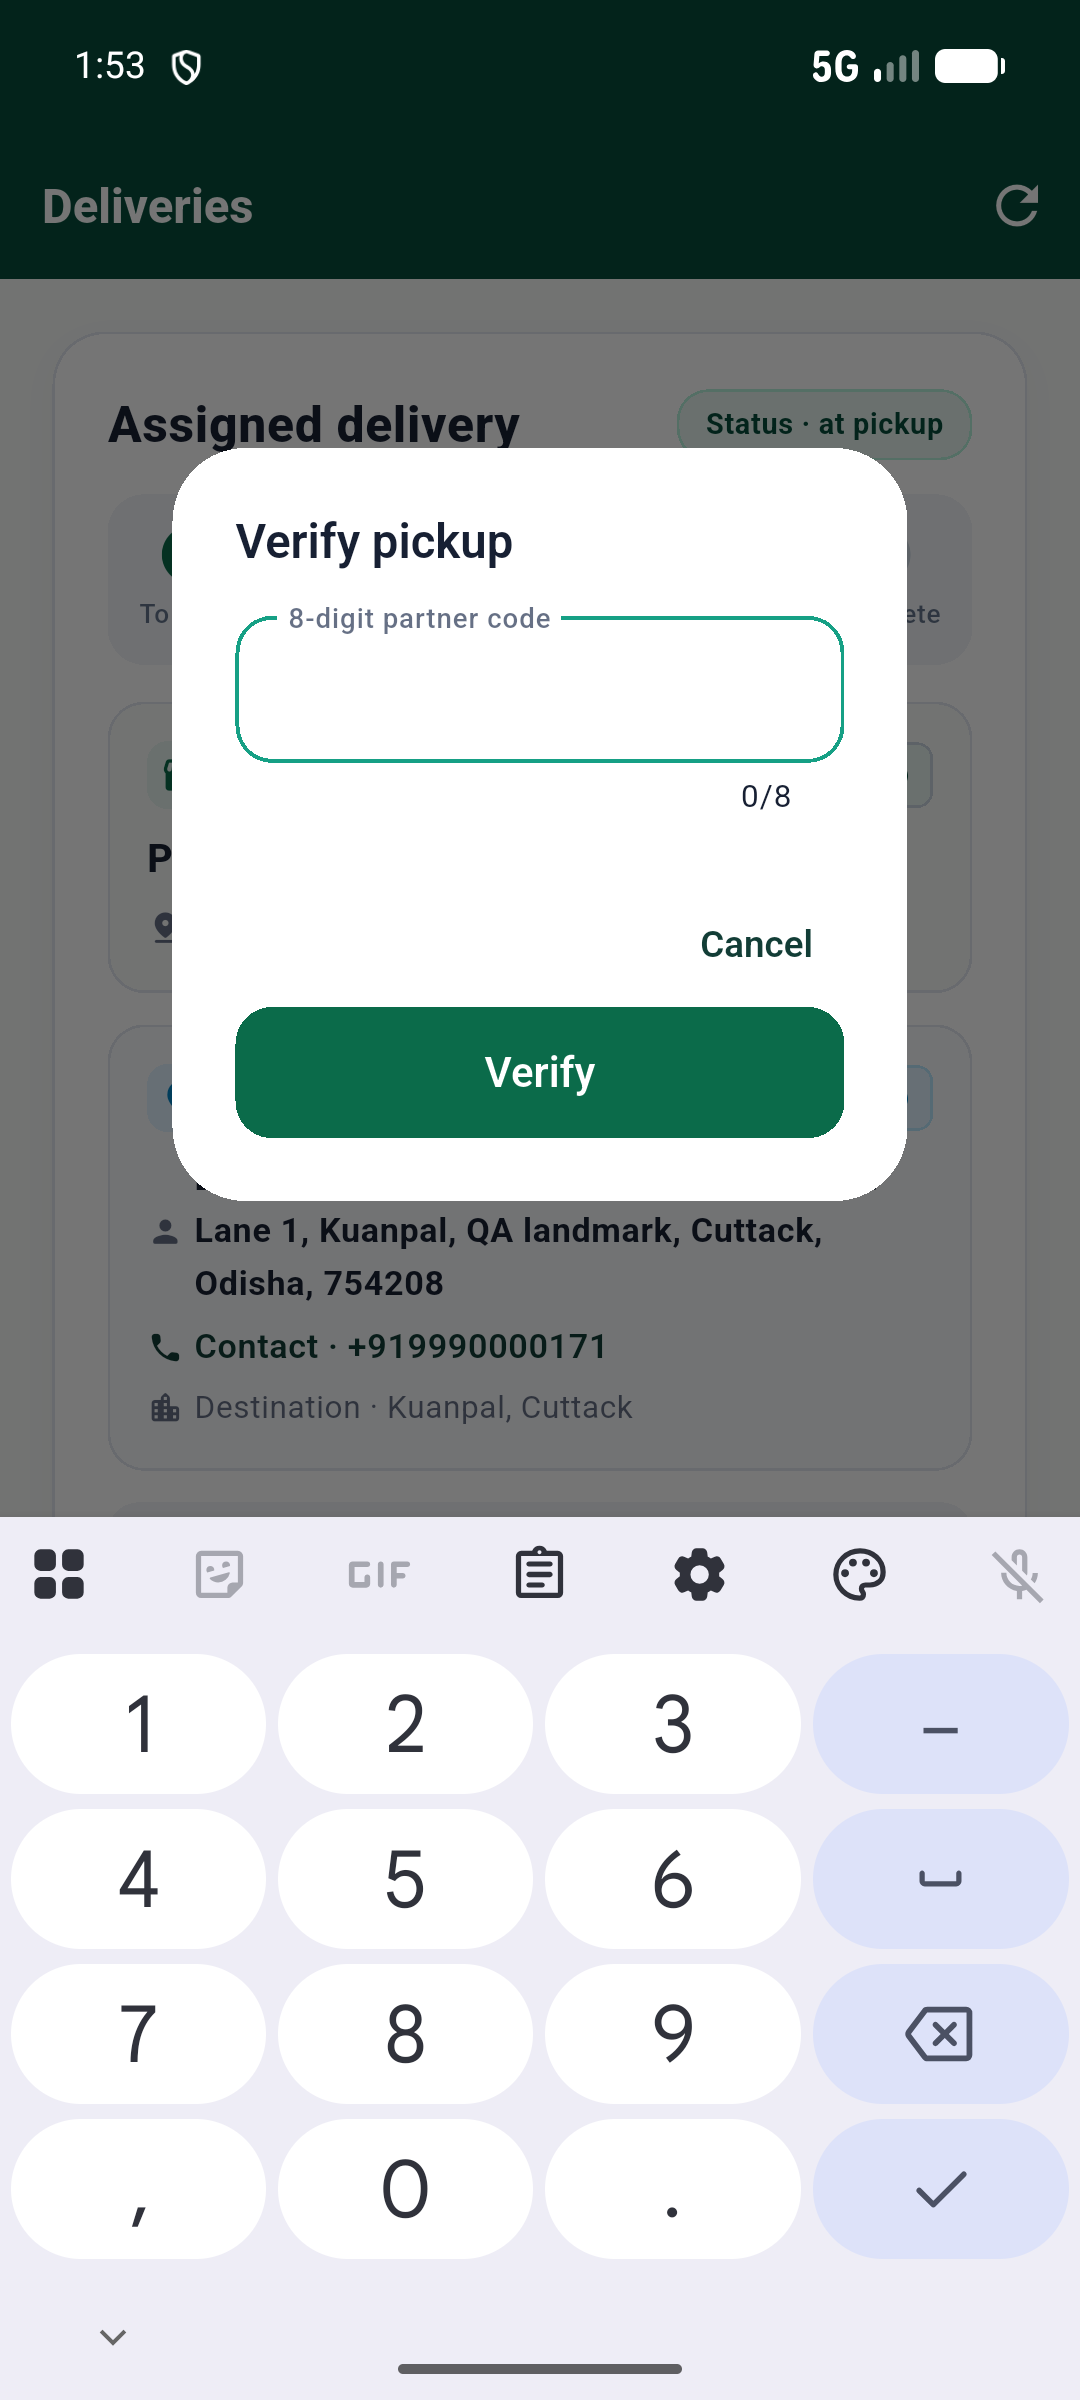 1:53
5G
Deliveries
Assigned delivery
Status · at pickup
Verify pickup
8-digit partner code
0/8
Cancel
Verify
Lane 1, Kuanpal, QA landmark, Cuttack,
Odisha, 754208
Contact · +919990000171
Destination · Kuanpal, Cuttack
GIF
1 2 3 –
4 5 6
7 8 9
, 0 .